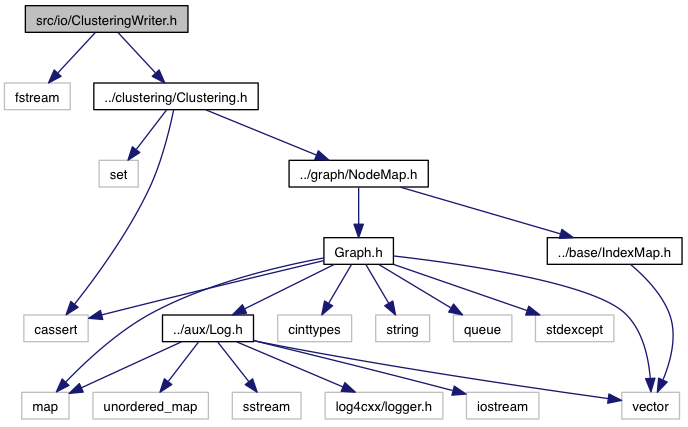 src/io/ClusteringWriter.h
fstream
../clustering/Clustering.h
set
../graph/NodeMap.h
Graph.h
../base/IndexMap.h
cassert
../aux/Log.h
cinttypes
string
queue
stdexcept
map
unordered_map
sstream
log4cxx/logger.h
iostream
vector